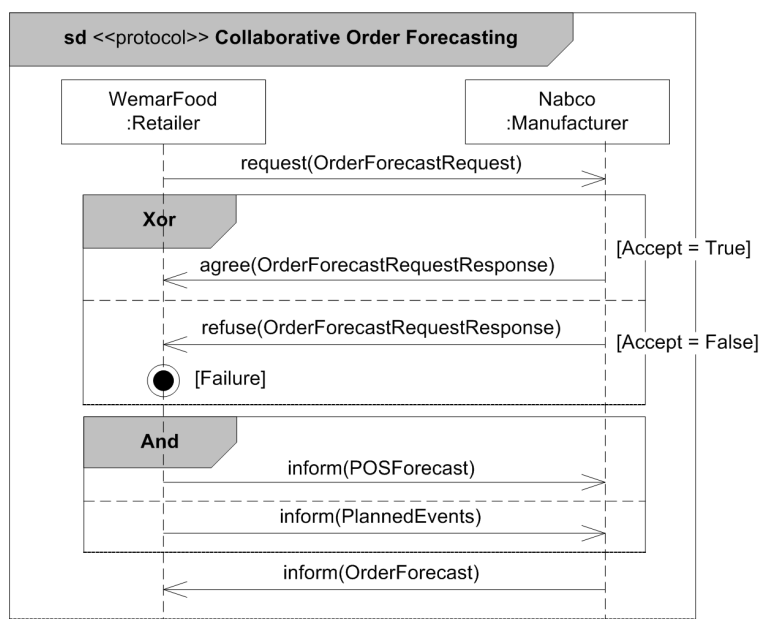 sd <<protocol>> Collaborative Order Forecasting
WemarFood
:Retailer
Nabco
:Manufacturer
request(OrderForecastRequest)
Xor
[Accept = True]
agree(OrderForecastRequestResponse)
refuse(OrderForecastRequestResponse)
[Accept = False]
[Failure]
And
inform(POSForecast)
inform(PlannedEvents)
inform(OrderForecast)